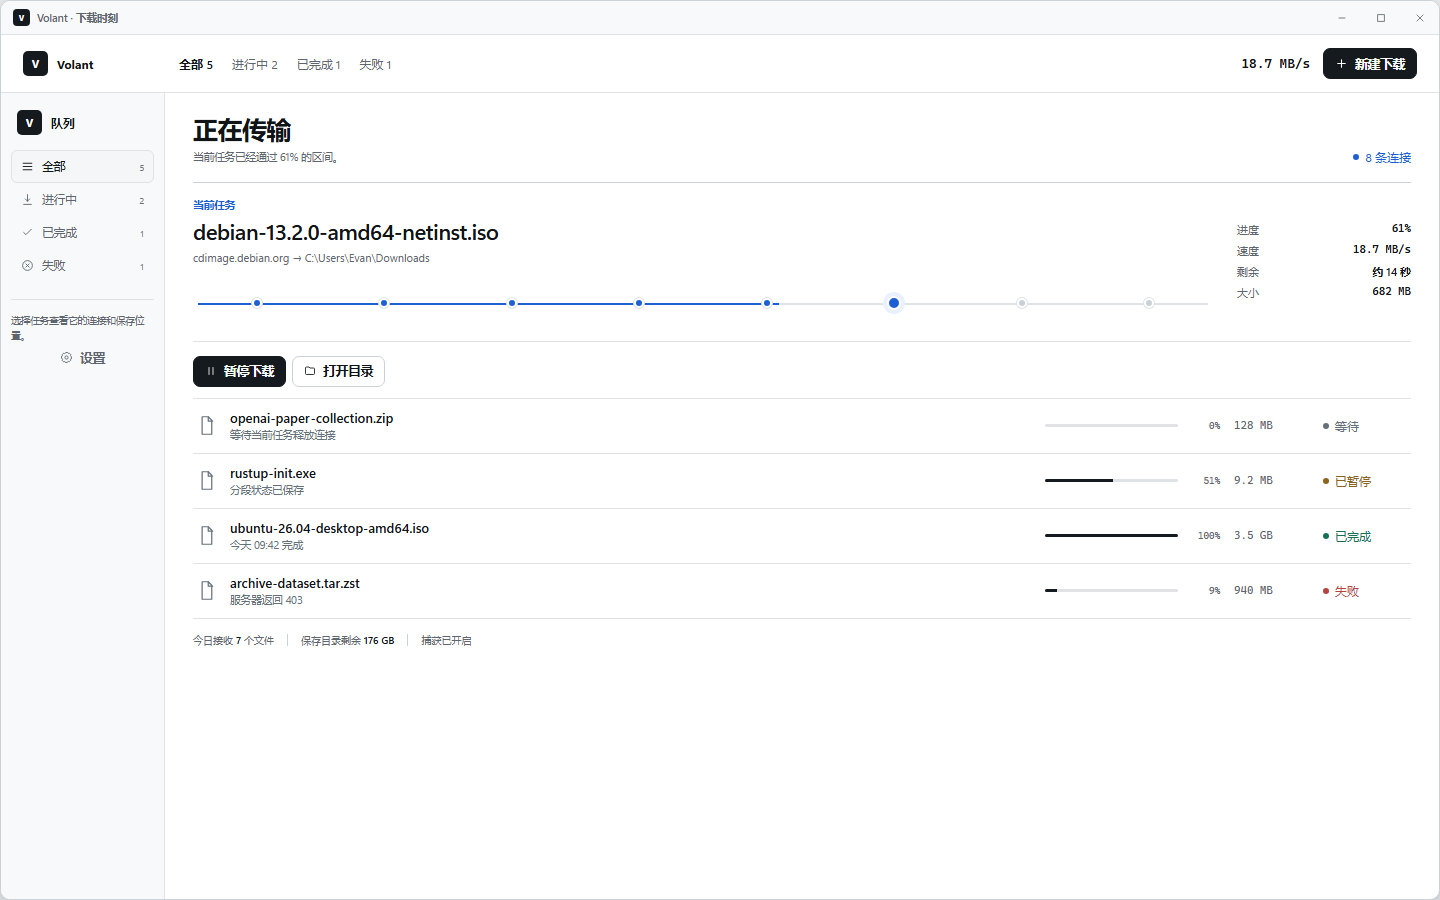 V Volant · 下载时刻
V Volant 全部 5 进行中 2 已完成 1 失败 1 18.7 MB/s + 新建下载
V 队列
全部 5
进行中 2
已完成 1
失败 1
选择任务查看它的连接和保存位
置。
设置
正在传输
当前任务已经通过 61% 的区间。
8 条连接
当前任务
debian-13.2.0-amd64-netinst.iso
cdimage.debian.org → C:\Users\Evan\Downloads
进度 61%
速度 18.7 MB/s
剩余 约 14 秒
大小 682 MB
暂停下载 打开目录
openai-paper-collection.zip
等待当前任务释放连接
0% 128 MB 等待
rustup-init.exe
分段状态已保存
51% 9.2 MB 已暂停
ubuntu-26.04-desktop-amd64.iso
今天 09:42 完成
100% 3.5 GB 已完成
archive-dataset.tar.zst
服务器返回 403
9% 940 MB 失败
今日接收 7 个文件 保存目录剩余 176 GB 捕获已开启